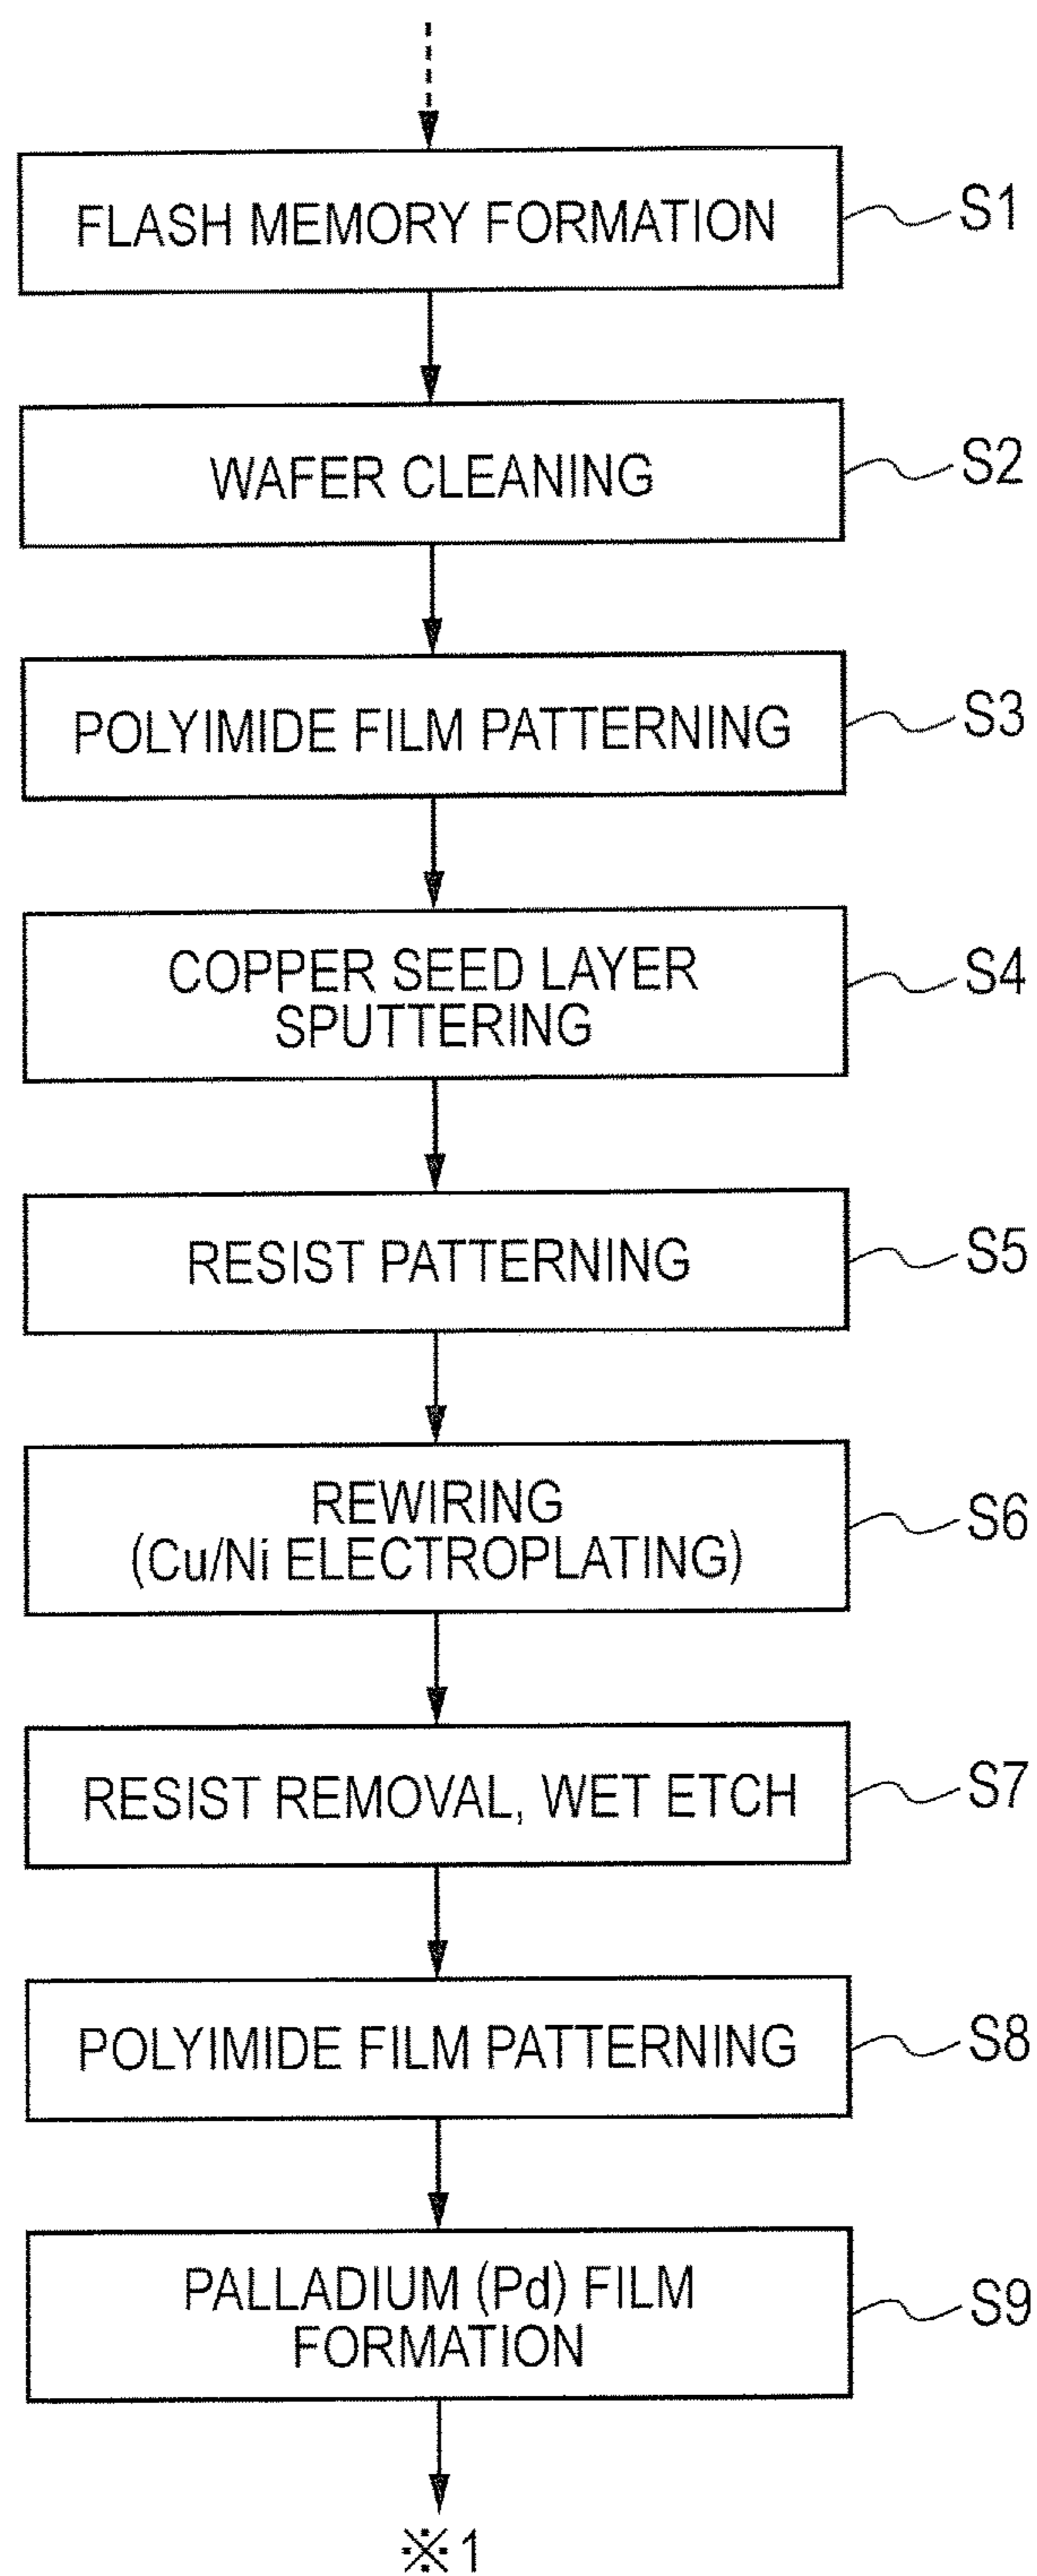 FLASH MEMORY FORMATION S1
WAFER CLEANING S2
POLYIMIDE FILM PATTERNING S3
COPPER SEED LAYER S4
SPUTTERING
RESIST PATTERNING S5
REWIRING S6
(Cu/Ni ELECTROPLATING)
RESIST REMOVAL, WET ETCH S7
POLYIMIDE FILM PATTERNING S8
PALLADIUM (Pd) FILM S9
FORMATION
※1